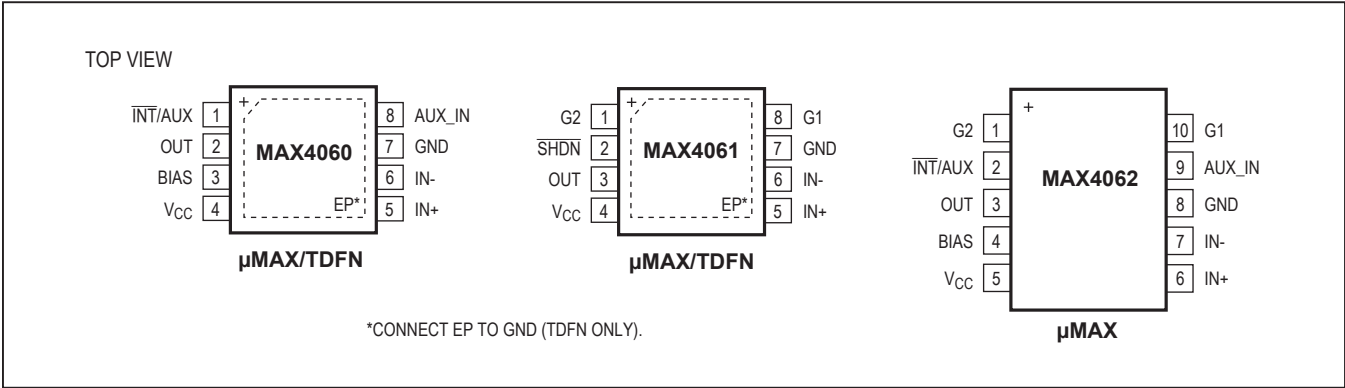 TOP VIEW
INT/AUX 1 + 8 AUX_IN
OUT 2 MAX4060 7 GND
BIAS 3 6 IN-
VCC 4 EP* 5 IN+
µMAX/TDFN
G2 1 + 8 G1
SHDN 2 MAX4061 7 GND
OUT 3 6 IN-
VCC 4 EP* 5 IN+
µMAX/TDFN
+
G2 1 10 G1
INT/AUX 2 MAX4062 9 AUX_IN
OUT 3 8 GND
BIAS 4 7 IN-
VCC 5 6 IN+
µMAX
*CONNECT EP TO GND (TDFN ONLY).